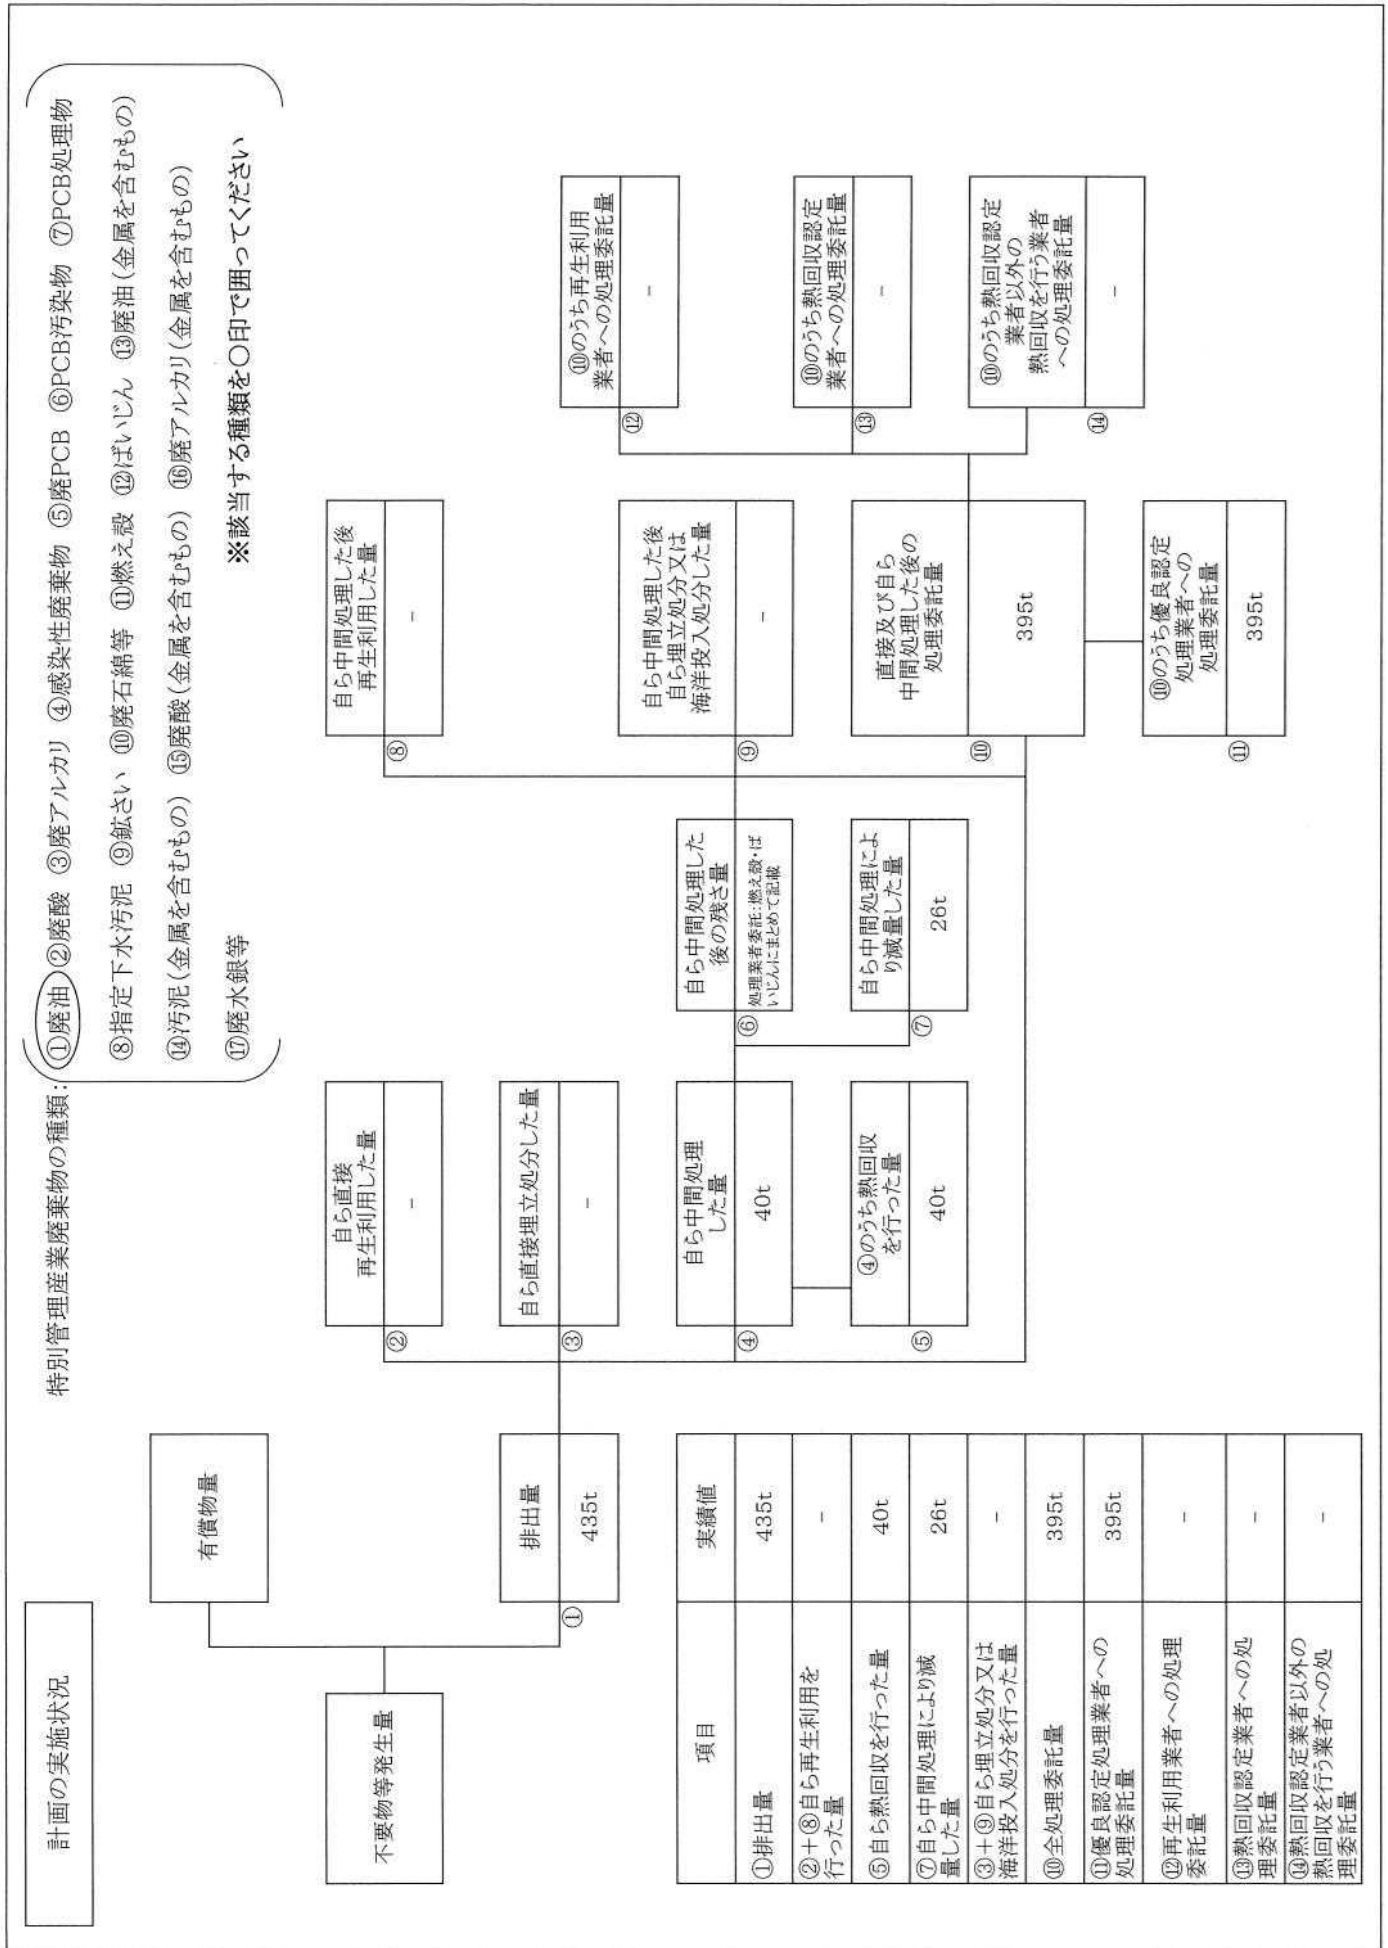 計画の実施状況
特別管理産業廃棄物の種類:
①廃油 ②廃酸 ③廃アルカリ ④感染性廃棄物 ⑤廃PCB ⑥PCB汚染物 ⑦PCB処理物
⑧指定下水汚泥 ⑨鉱さい ⑩廃石綿等 ⑪燃え殻 ⑫ばいじん ⑬廃油(金属を含むもの)
⑭汚泥(金属を含むもの) ⑮廃酸(金属を含むもの) ⑯廃アルカリ(金属を含むもの)
⑰廃水銀等
※該当する種類を○印で囲ってください
不要物等発生量
有償物量
①
排出量
435t
②
自ら直接
再生利用した量
-
③
自ら直接埋立処分した量
-
④
自ら中間処理
した量
40t
⑤
④のうち熱回収
を行った量
40t
⑥
自ら中間処理した
後の残さ量
処理業者委託:燃え殻・ば
いじんにまとめて記載
⑦
自ら中間処理によ
り減量した量
26t
⑧
自ら中間処理した後
再生利用した量
-
⑨
自ら中間処理した後
自ら埋立処分又は
海洋投入処分した量
-
⑩
直接及び自ら
中間処理した後の
処理委託量
395t
⑪
⑩のうち優良認定
処理業者への
処理委託量
395t
⑫
⑩のうち再生利用
業者への処理委託量
-
⑬
⑩のうち熱回収認定
業者への処理委託量
-
⑭
⑩のうち熱回収認定
業者以外の
熱回収を行う業者
への処理委託量
-
項目 実績値
①排出量 435t
②+⑧自ら再生利用を
行った量 -
⑤自ら熱回収を行った量 40t
⑦自ら中間処理により減
量した量 26t
③+⑨自ら埋立処分又は
海洋投入処分を行った量 -
⑩全処理委託量 395t
⑪優良認定処理業者への
処理委託量 395t
⑫再生利用業者への処理
委託量 -
⑬熱回収認定業者への処
理委託量 -
⑭熱回収認定業者以外の
熱回収を行う業者への処
理委託量 -